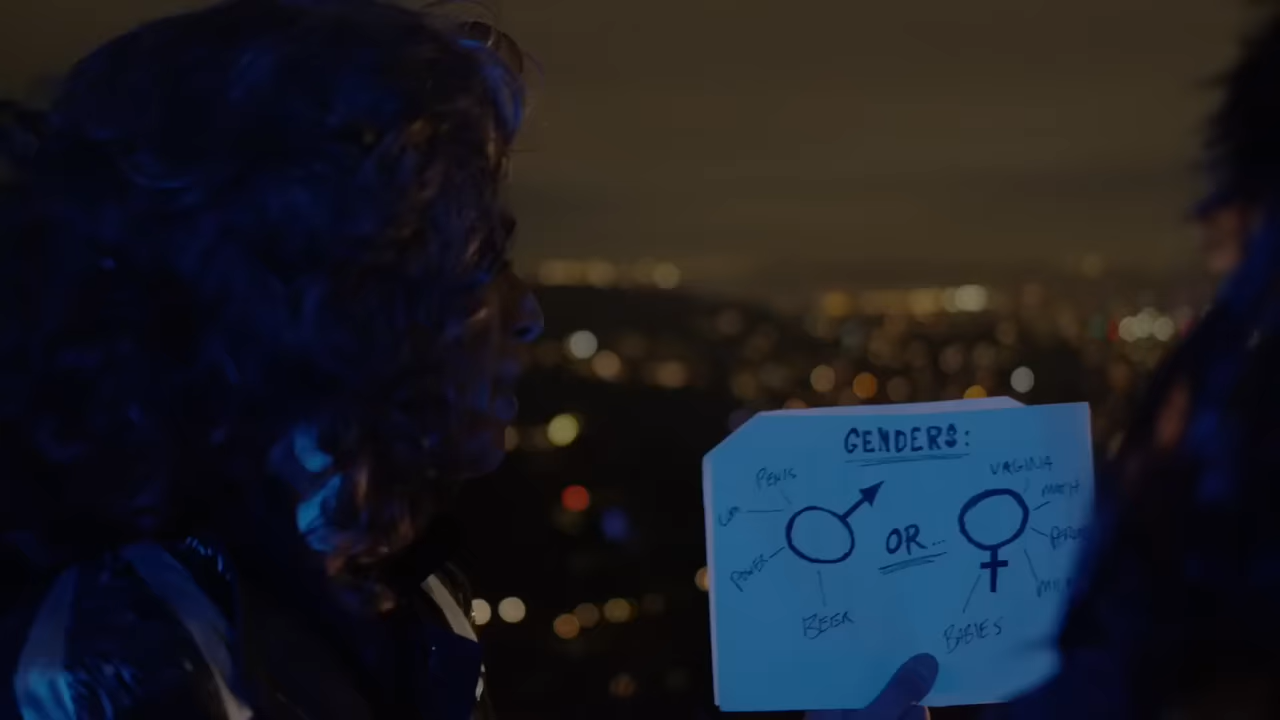 GENDERS:
PENIS
POWER
BEER
OR...
VAGINA
MATH
BABIES